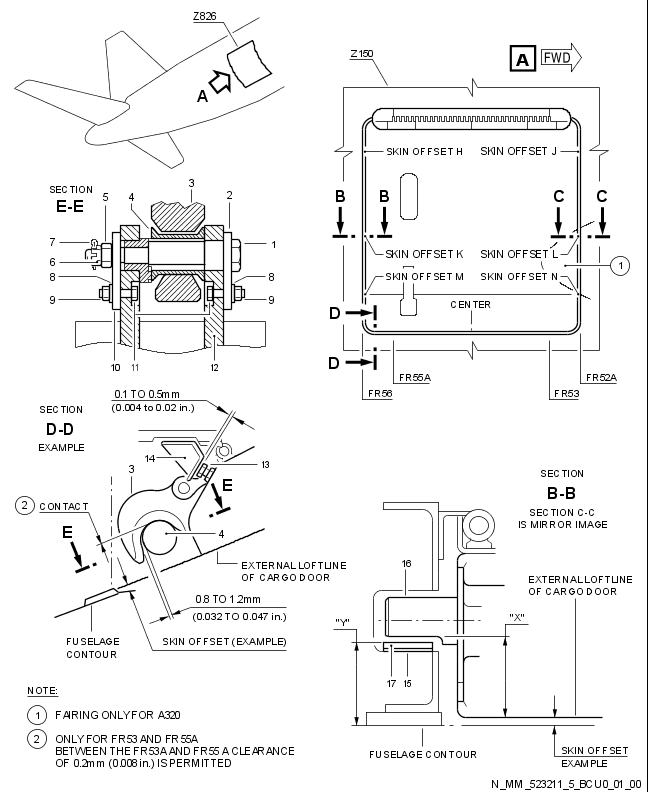 Z826
A
Z150
A FWD
SKIN OFFSET H SKIN OFFSET J
B B C C
SKIN OFFSET K SKIN OFFSET L
SKIN OFFSET M SKIN OFFSET N
1
CENTER
D
D
FR56 FR55A FR53 FR52A
SECTION
E-E
5 4 3 2
7
6
1
8 8
9 9
10 11 12
SECTION
D-D
EXAMPLE
0.1 TO 0.5mm
(0.004 to 0.02 in.)
14
13
3
E
2 CONTACT
E
4
EXTERNAL LOFTLINE
OF CARGO DOOR
0.8 TO 1.2mm
(0.032 TO 0.047 in.)
FUSELAGE
CONTOUR
SKIN OFFSET (EXAMPLE)
SECTION
B-B
SECTION C-C
IS MIRROR IMAGE
16
EXTERNAL LOFTLINE
OF CARGO DOOR
"Y"
"X"
17 15
FUSELAGE CONTOUR
SKIN OFFSET
EXAMPLE
NOTE:
1 FAIRING ONLY FOR A320
2 ONLY FOR FR53 AND FR55A
BETWEEN THE FR53A AND FR55 A CLEARANCE
OF 0.2mm (0.008 in.) IS PERMITTED
N_MM_523211_5_BCU0_01_00